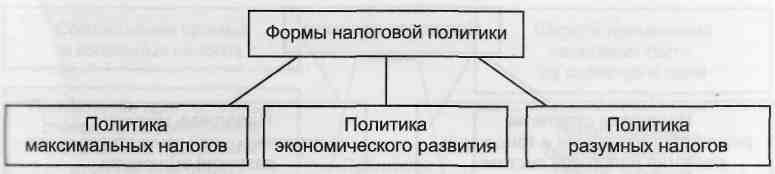 Формы налоговой политики
Политика
максимальных налогов
Политика
экономического развития
Политика
разумных налогов